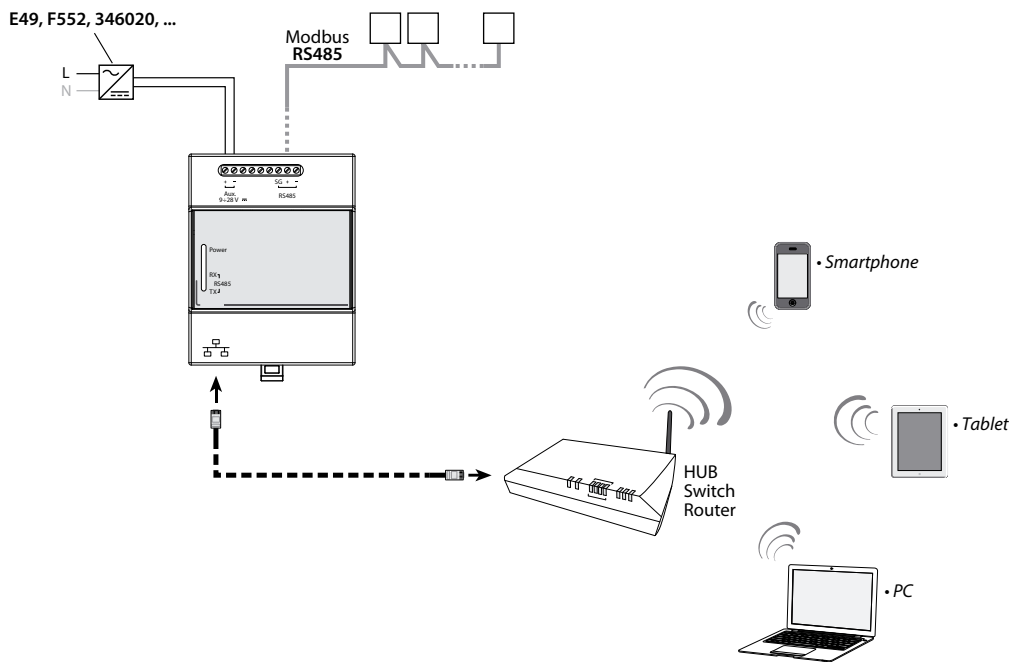 E49, F552, 346020, ...
Modbus
RS485
L
N
+ - SG + -
Aux. RS485
9÷28 V
Power
RX
RS485
TX
• Smartphone
• Tablet
HUB
Switch
Router
• PC